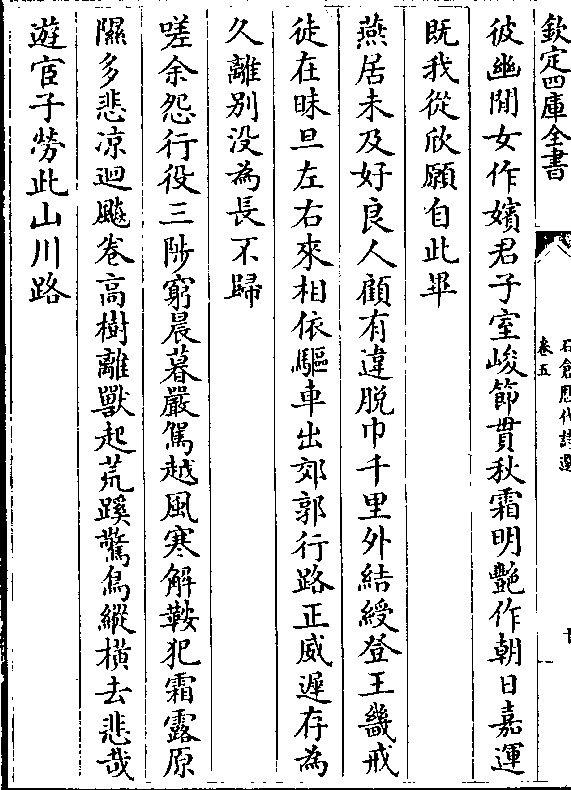 欽定四庫全書
石倉歷代詩選
卷五
彼幽閒女作嬪君子室峻節貫秋霜明艷作朝日嘉運
既我從欣願自此畢
燕居未及好良人顧有違脱巾千里外結綬登王畿戒
徒在昧旦左右來相依驅車出郊郭行路正威遲存為
久離别没為長不歸
嗟余怨行役三陟窮晨暮嚴駕越風寒解鞍犯霜露原
隰多悲凉迴飈卷高樹離獸起荒蹊驚鳥縱横去悲哉
遊宦子勞此山川路